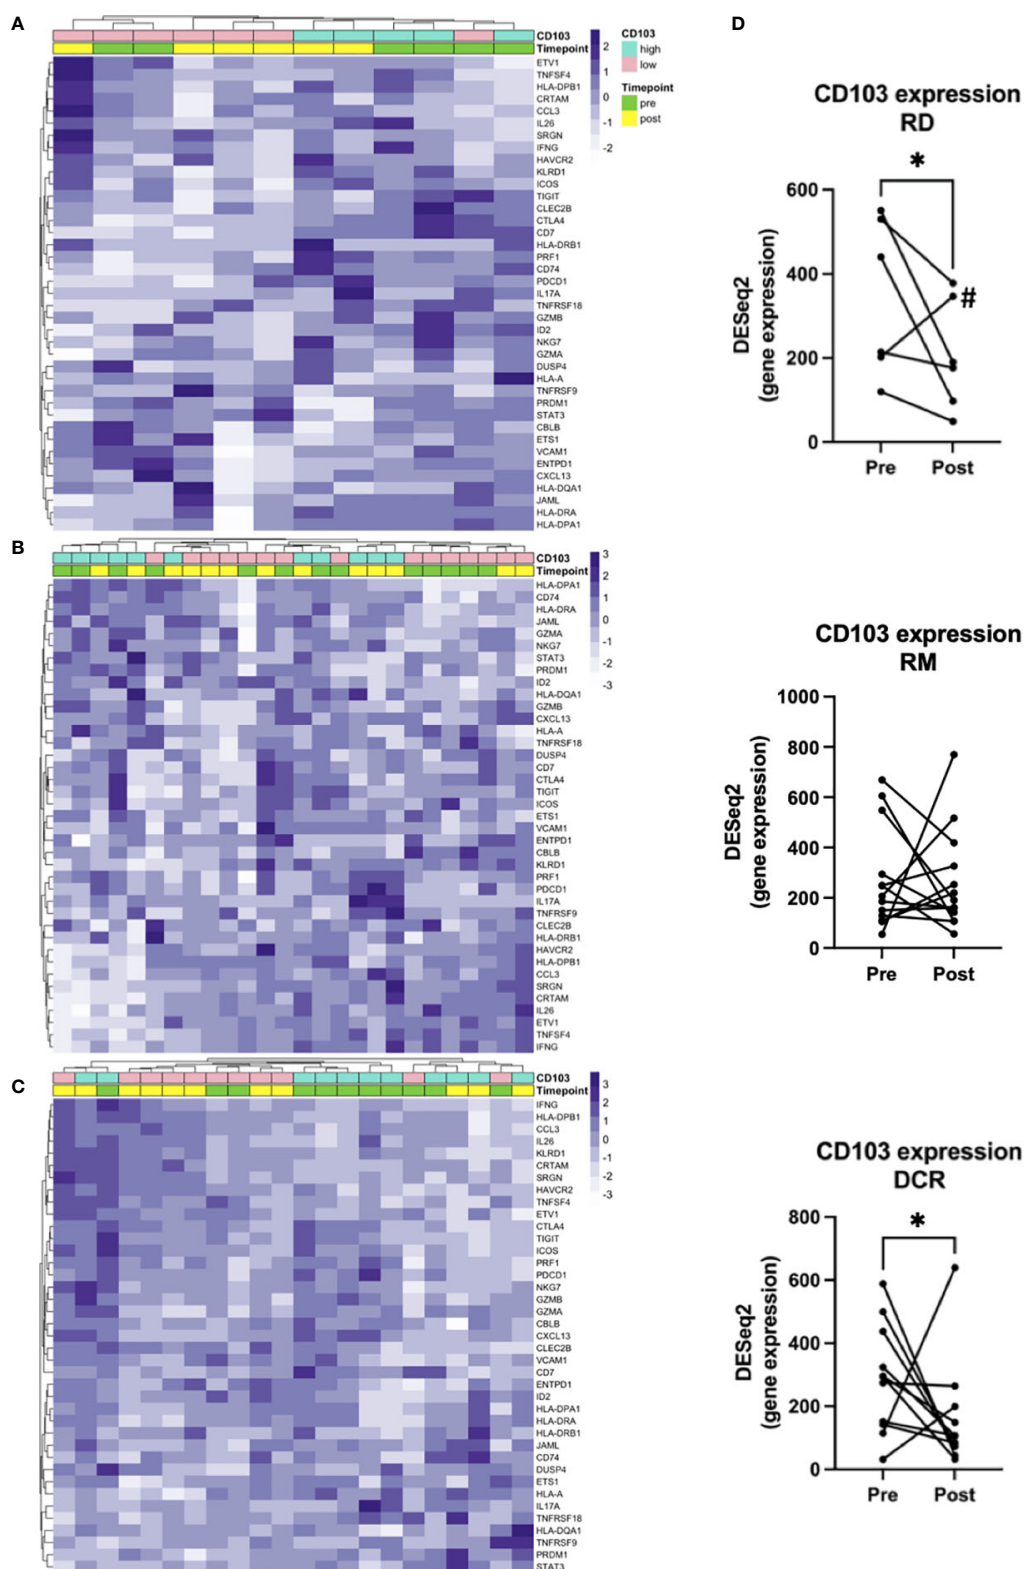 A
CD103
Timepoint
ETV1
TNFSF4
HLA-DPB1
CRTAM
CCL3
IL26
SRGN
IFNG
HAVCR2
KLRD1
ICOS
TIGIT
CLEC2B
CTLA4
CD7
HLA-DRB1
PRF1
CD74
PDCD1
IL17A
TNFRSF18
GZMB
ID2
NKG7
GZMA
DUSP4
HLA-A
TNFRSF9
PRDM1
STAT3
CBLB
ETS1
VCAM1
ENTPD1
CXCL13
HLA-DQA1
JAML
HLA-DRA
HLA-DPA1
2
1
0
-1
-2
CD103
high
low
Timepoint
pre
post
B
CD103
Timepoint
HLA-DPA1
CD74
HLA-DRA
JAML
GZMA
NKG7
STAT3
PRDM1
ID2
HLA-DQA1
GZMB
CXCL13
HLA-A
TNFRSF18
DUSP4
CD7
CTLA4
TIGIT
ICOS
ETS1
VCAM1
ENTPD1
CBLB
KLRD1
PRF1
PDCD1
IL17A
TNFRSF9
CLEC2B
HLA-DRB1
HAVCR2
HLA-DPB1
CCL3
SRGN
CRTAM
IL26
ETV1
TNFSF4
IFNG
3
2
1
0
-1
-2
-3
C
CD103
Timepoint
IFNG
HLA-DPB1
CCL3
IL26
KLRD1
CRTAM
SRGN
HAVCR2
TNFSF4
ETV1
CTLA4
TIGIT
ICOS
PRF1
PDCD1
NKG7
GZMB
GZMA
CBLB
CXCL13
CLEC2B
VCAM1
CD7
ENTPD1
ID2
HLA-DPA1
HLA-DRA
HLA-DRB1
JAML
CD74
DUSP4
ETS1
HLA-A
IL17A
TNFRSF18
HLA-DQA1
TNFRSF9
PRDM1
STAT3
3
2
1
0
-1
-2
-3
D
CD103 expression
RD
*
#
600
400
200
0
DESeq2
(gene expression)
Pre Post
CD103 expression
RM
1000
800
600
400
200
0
DESeq2
(gene expression)
Pre Post
CD103 expression
DCR
*
800
600
400
200
0
DESeq2
(gene expression)
Pre Post